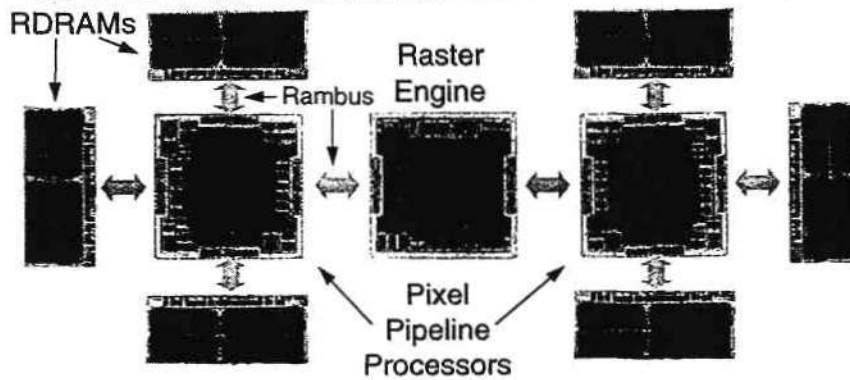 RDRAMs
Raster
Engine
Rambus
Pixel
Pipeline
Processors